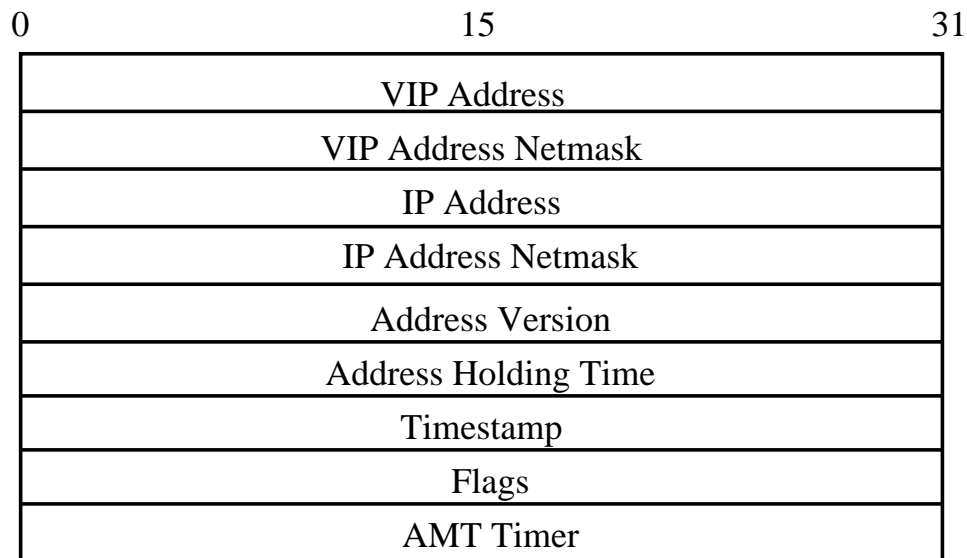 0 15 31
VIP Address
VIP Address Netmask
IP Address
IP Address Netmask
Address Version
Address Holding Time
Timestamp
Flags
AMT Timer